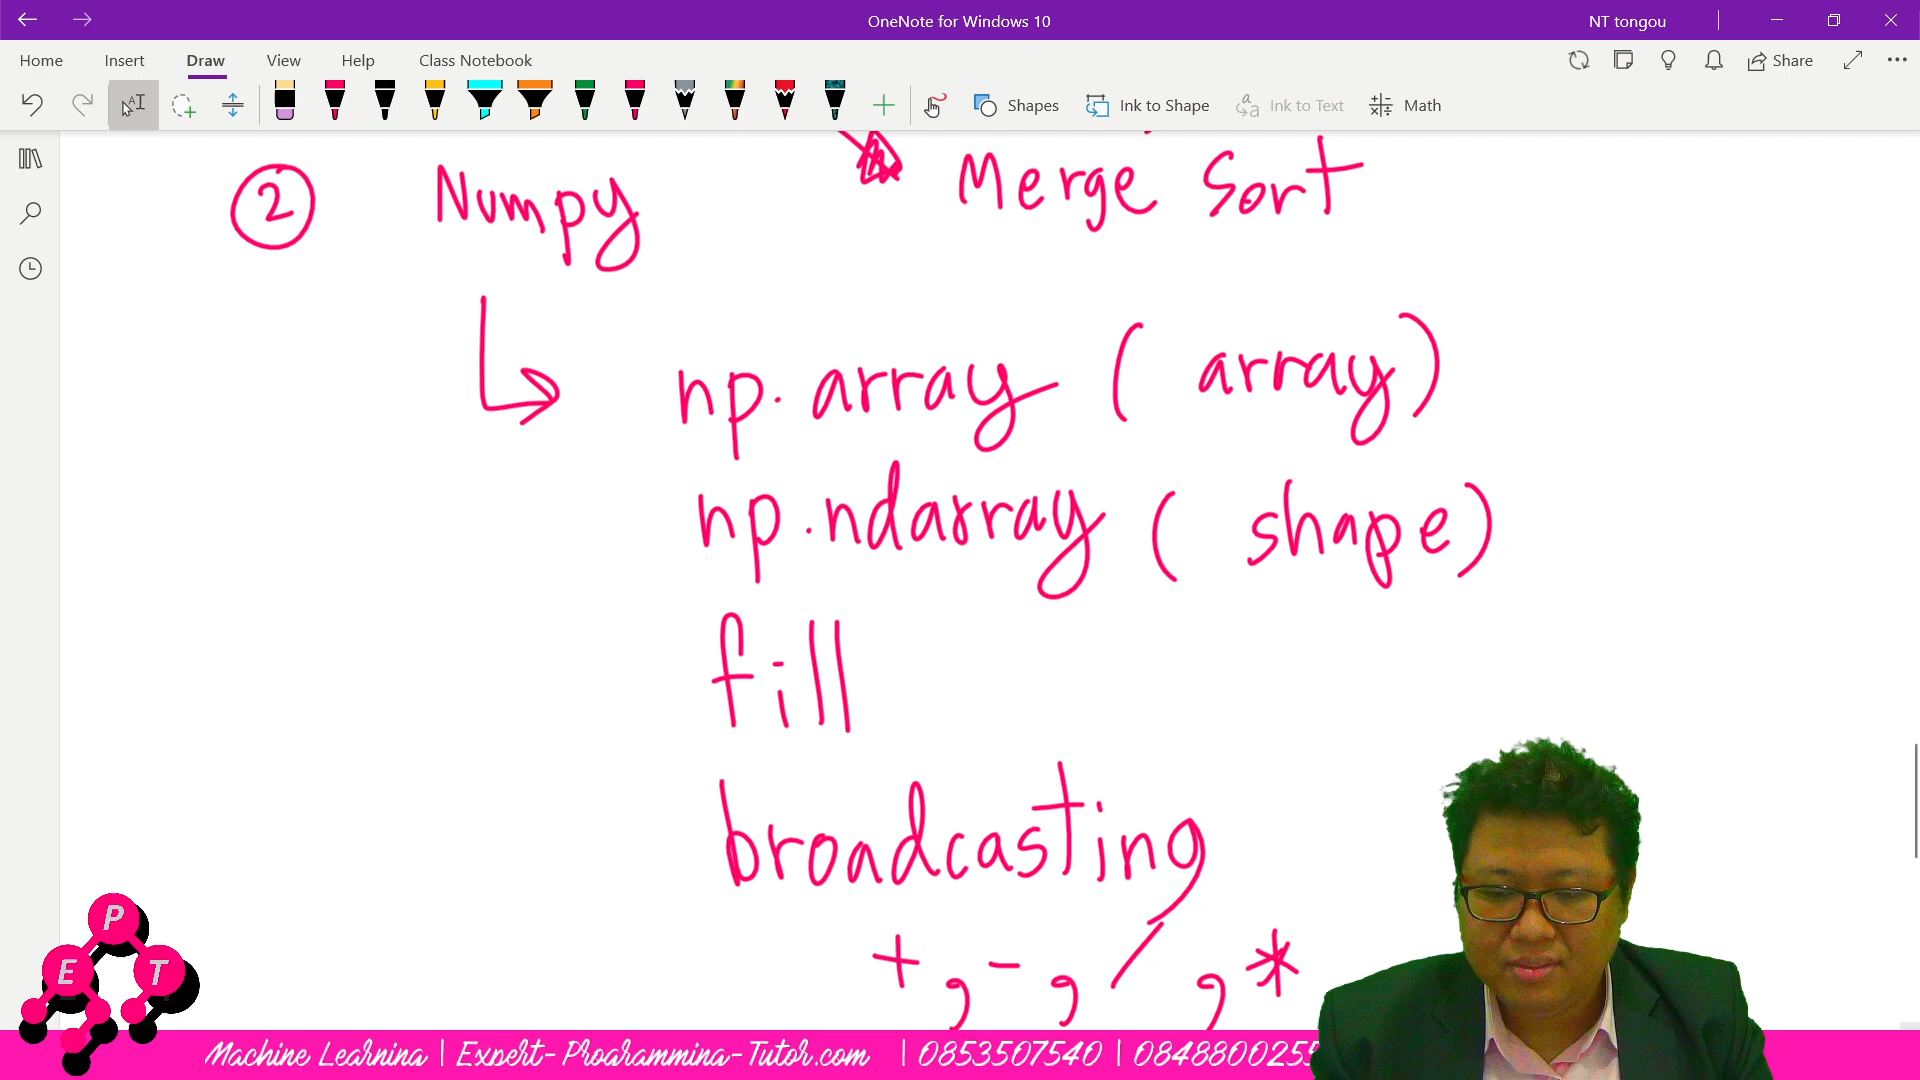 OneNote for Windows 10
NT tongou
Home Insert Draw View Help Class Notebook
Share
AI
Shapes Ink to Shape Ink to Text Math
2 Numpy Merge Sort
np.array (array)
np.ndarray (shape)
fill
broadcasting
+, -, /, *
P
E T
Machine Learning | Expert-Programming-Tutor.com | 0853507540 | 084880025